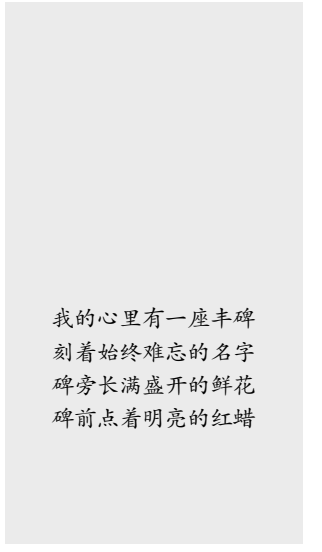 我的心里有一座丰碑
刻着始终难忘的名字
碑旁长满盛开的鲜花
碑前点着明亮的红蜡